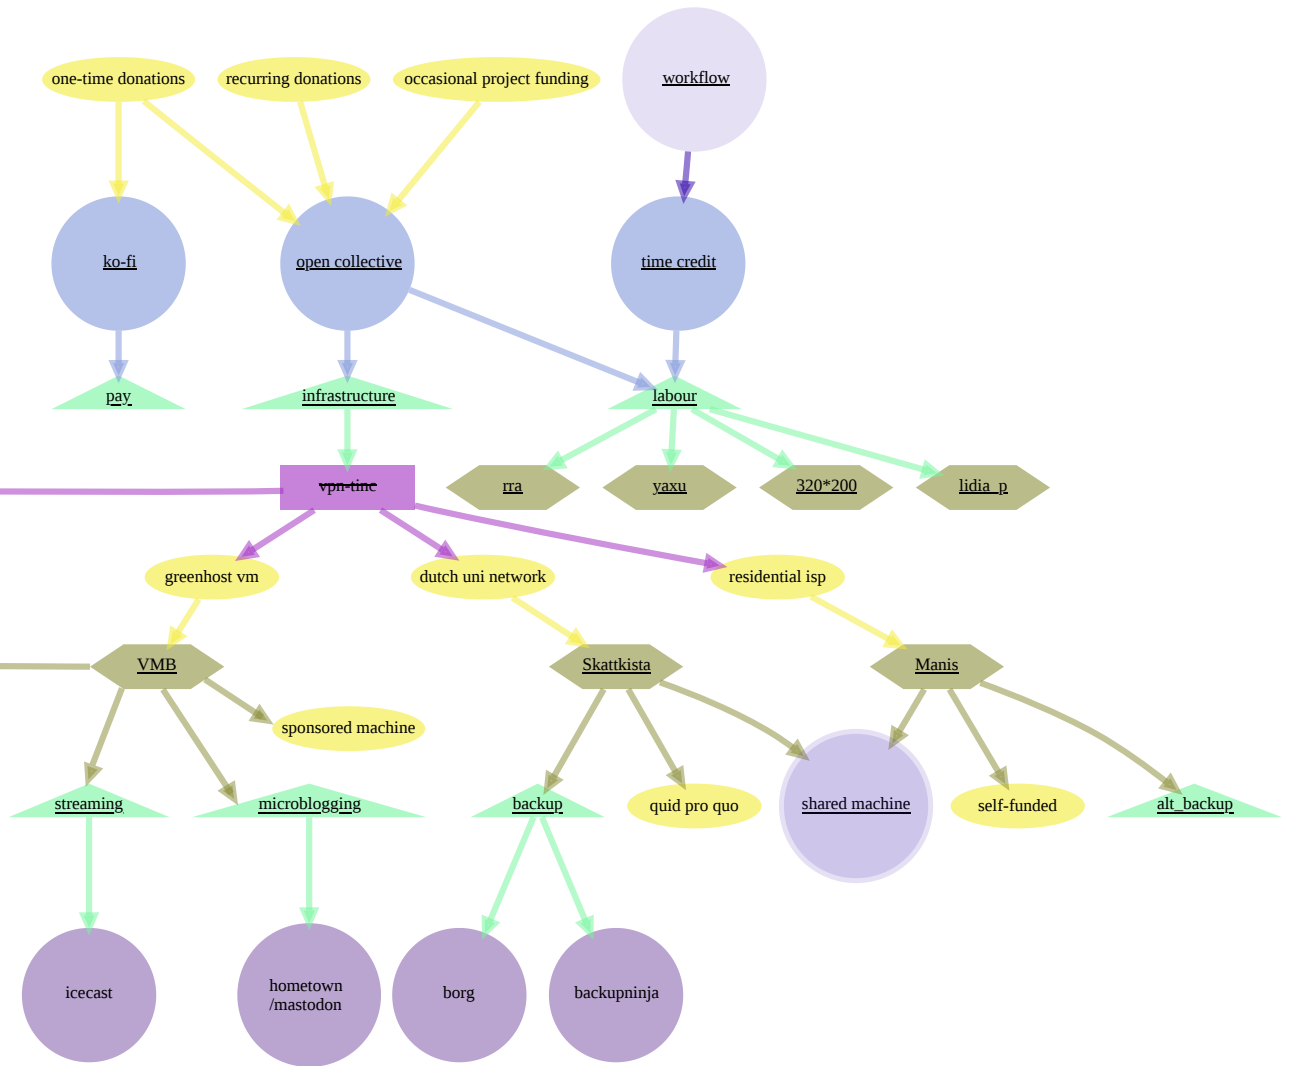 one-time donations
recurring donations
occasional project funding
workflow
ko-fi
open collective
time credit
pay
infrastructure
labour
vpn-tinc
rra
yaxu
320*200
lidia_p
greenhost vm
dutch uni network
residential isp
VMB
Skattkista
Manis
sponsored machine
streaming
microblogging
backup
quid pro quo
shared machine
self-funded
alt_backup
icecast
hometown
/mastodon
borg
backupninja